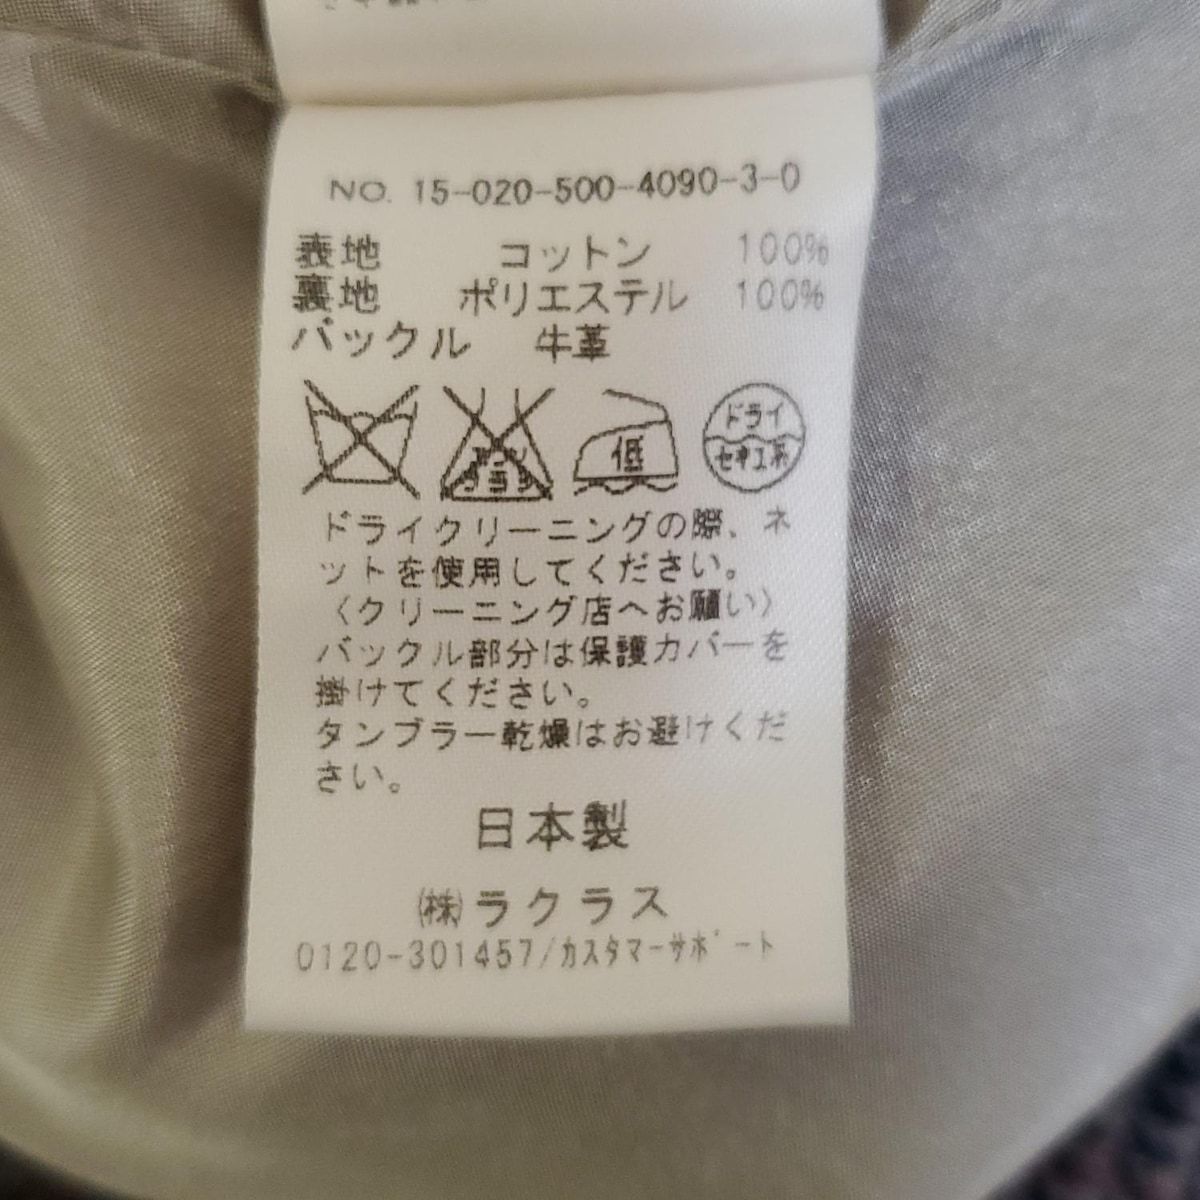 NO. 15-020-500-4090-3-0
表地 コットン 100%
裏地 ポリエステル 100%
バックル 牛革
低
ドライ
セキユ系
ドライクリーニングの際、ネ
ットを使用してください。
〈クリーニング店へお願い〉
バックル部分は保護カバーを
掛けてください。
タンブラー乾燥はお避けくだ
さい。
日本製
㈱ラクラス
0120-301457/カスタマーサポート